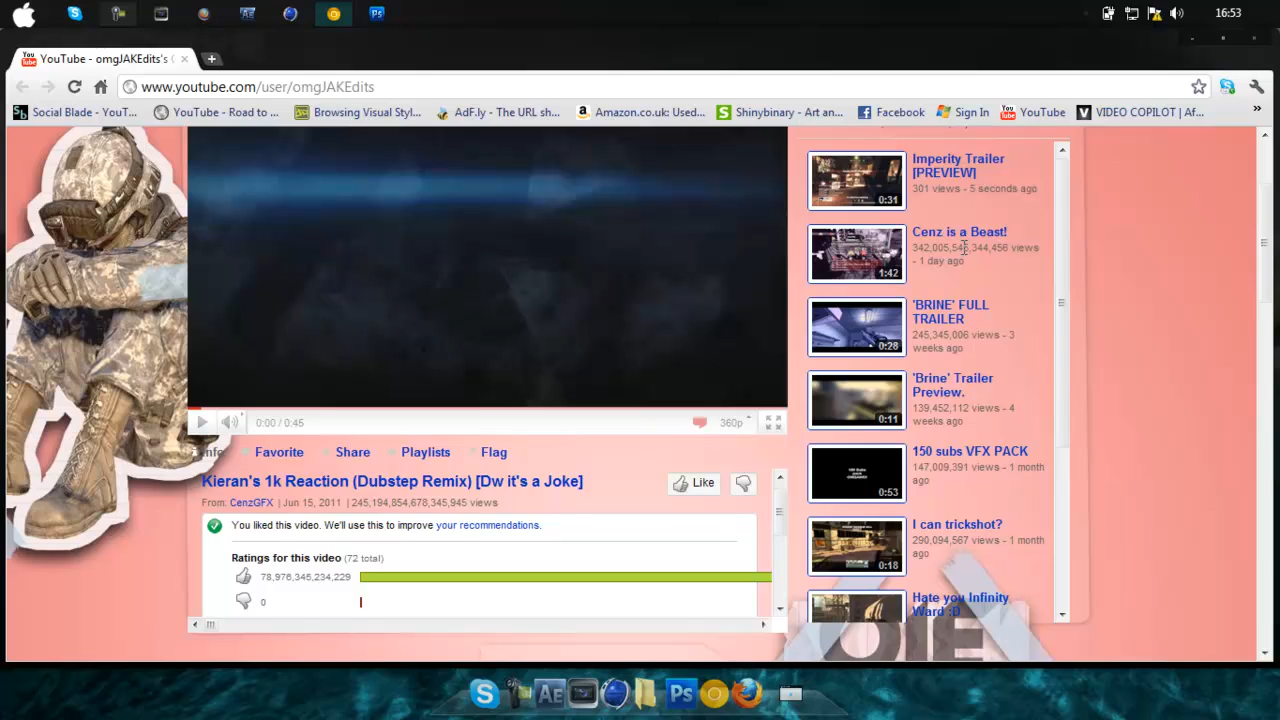 16:53
YouTube - omgJAKEdits's
www.youtube.com/user/omgJAKEdits
Social Blade - YouT...
YouTube - Road to ...
Browsing Visual Styl...
AdF.ly - The URL sh...
Amazon.co.uk: Used...
Shinybinary - Art an...
Facebook
Sign In
YouTube
VIDEO COPILOT | Af...
Imperity Trailer
[PREVIEW]
301 views - 5 seconds ago
0:31
Cenz is a Beast!
views
- 1 day ago
1:42
'BRINE' FULL
TRAILER
245,345,006 views - 3
weeks ago
0:28
'Brine' Trailer
Preview.
139,452,112 views - 4
weeks ago
0:11
150 subs VFX PACK
147,009,391 views - 1 month
ago
0:53
I can trickshot?
290,094,567 views - 1 month
ago
0:18
Hate you Infinity
Ward :D
0:00 / 0:45
360p
Favorite
Share
Playlists
Flag
Kieran's 1k Reaction (Dubstep Remix) [Dw it's a Joke]
Like
From: CenzGFX | Jun 15, 2011 | 245,194,854,678,345,945 views
You liked this video. We'll use this to improve your recommendations.
Ratings for this video (72 total)
78,976,345,234,229
0
Ae
Ps